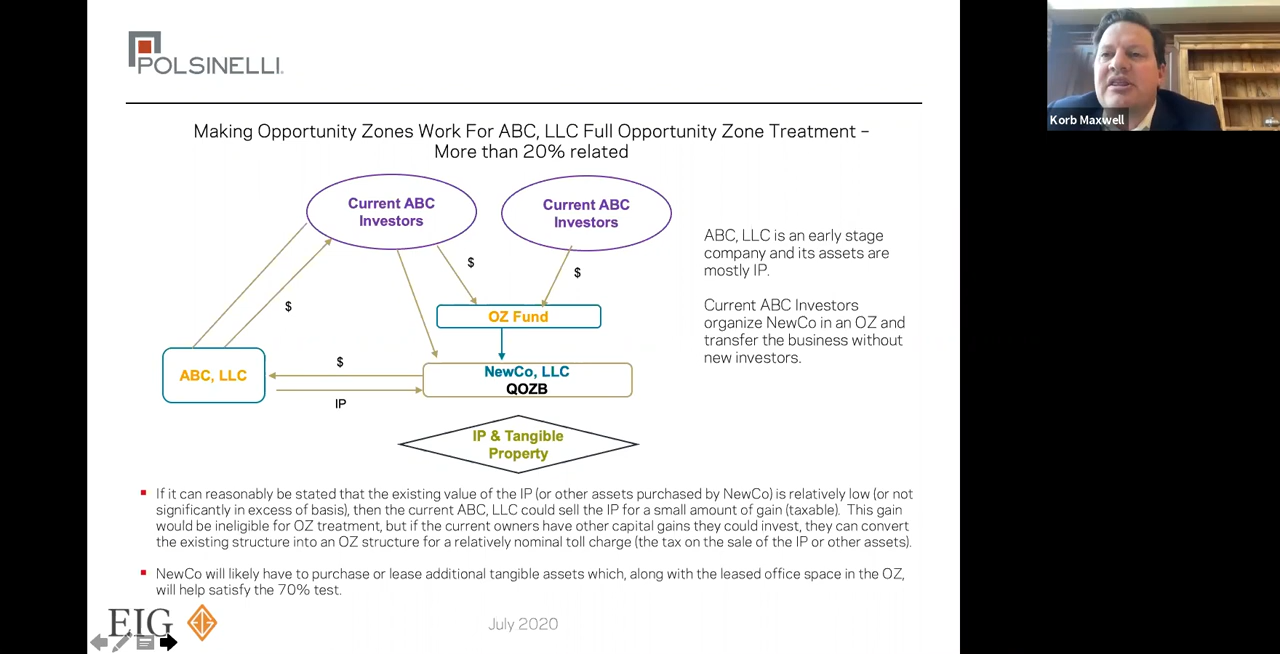 POLSINELLI.
Korb Maxwell
Making Opportunity Zones Work For ABC, LLC Full Opportunity Zone Treatment –
More than 20% related
Current ABC
Investors
Current ABC
Investors
ABC, LLC is an early stage
company and its assets are
mostly IP.
Current ABC Investors
organize NewCo in an OZ and
transfer the business without
new investors.
$
$
$
OZ Fund
ABC, LLC
$
IP
NewCo, LLC
QOZB
IP & Tangible
Property
If it can reasonably be stated that the existing value of the IP (or other assets purchased by NewCo) is relatively low (or not
significantly in excess of basis), then the current ABC, LLC could sell the IP for a small amount of gain (taxable).  This gain
would be ineligible for OZ treatment, but if the current owners have other capital gains they could invest, they can convert
the existing structure into an OZ structure for a relatively nominal toll charge (the tax on the sale of the IP or other assets).
NewCo will likely have to purchase or lease additional tangible assets which, along with the leased office space in the OZ,
will help satisfy the 70% test.
EIG
July 2020